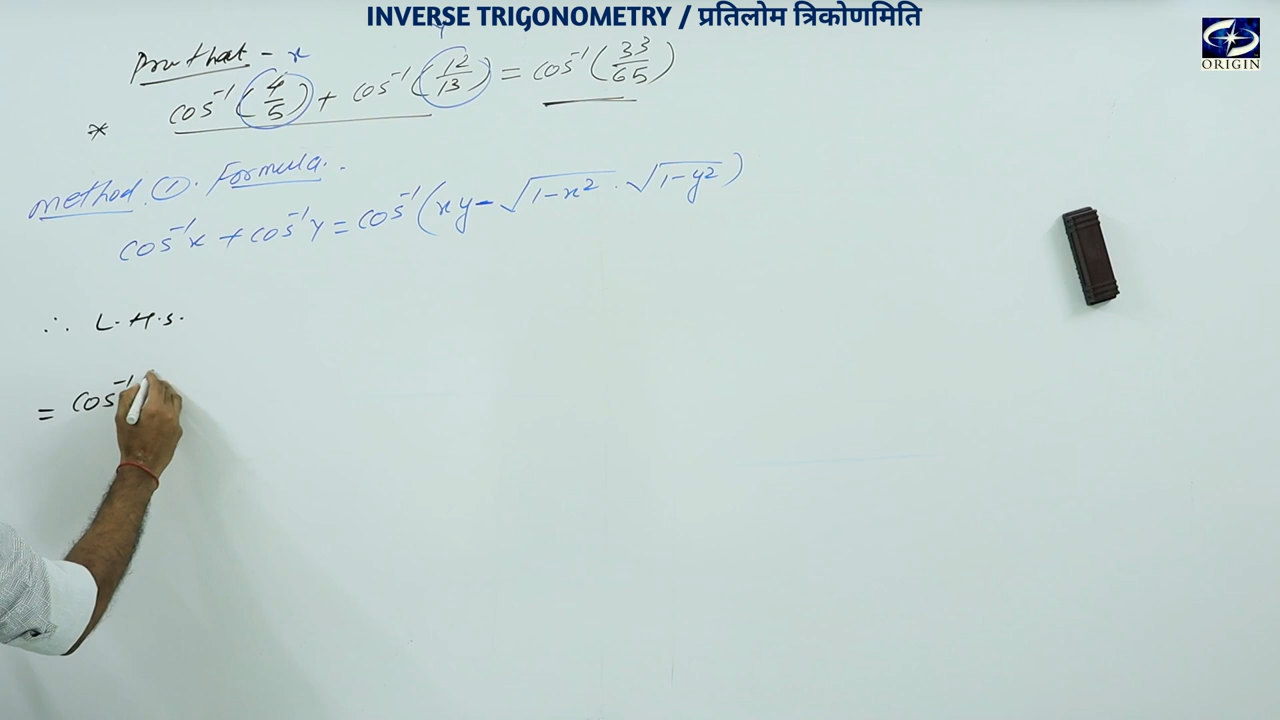 INVERSE TRIGONOMETRY / प्रतिलोम त्रिकोणमिति
ORIGIN
Prove that - x y
* cos⁻¹(4/5) + cos⁻¹(12/13) = cos⁻¹(33/65)
method ①. Formula.
cos⁻¹x + cos⁻¹y = cos⁻¹(xy - √1-x² · √1-y²)
∴ L.H.S.
= cos⁻¹